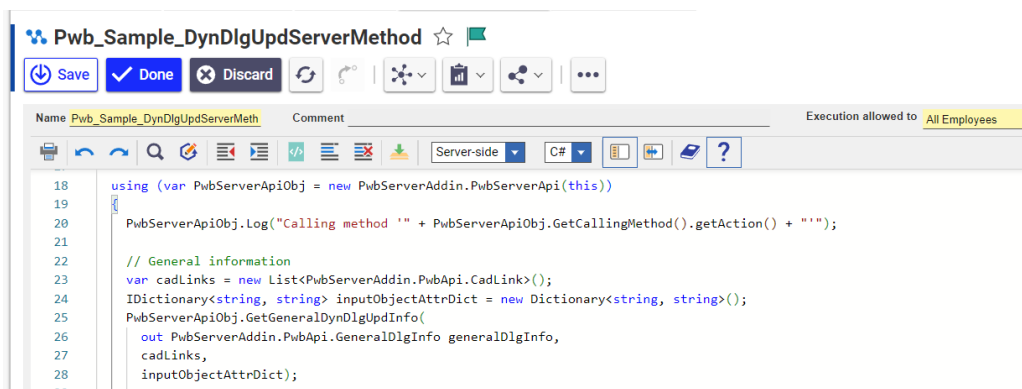 Pwb_Sample_DynDlgUpdServerMethod
Save Done Discard
Name Pwb_Sample_DynDlgUpdServerMeth Comment Execution allowed to All Employees
Server-side C# ?
18 using (var PwbServerApiObj = new PwbServerAddin.PwbServerApi(this))
19 {
20 PwbServerApiObj.Log("Calling method '" + PwbServerApiObj.GetCallingMethod().getAction() + "'");
21
22 // General information
23 var cadLinks = new List<PwbServerAddin.PwbApi.CadLink>();
24 IDictionary<string, string> inputObjectAttrDict = new Dictionary<string, string>();
25 PwbServerApiObj.GetGeneralDynDlgUpdInfo(
26 out PwbServerAddin.PwbApi.GeneralDlgInfo generalDlgInfo,
27 cadLinks,
28 inputObjectAttrDict);